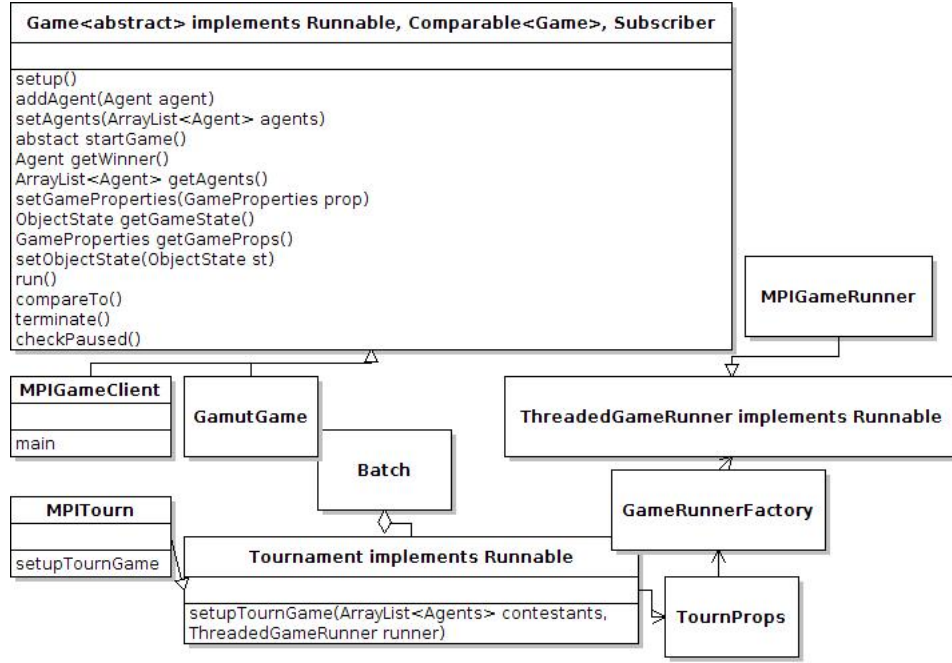 Game<abstract> implements Runnable, Comparable<Game>, Subscriber
setup()
addAgent(Agent agent)
setAgents(ArrayList<Agent> agents)
abstact startGame()
Agent getWinner()
ArrayList<Agent> getAgents()
setGameProperties(GameProperties prop)
ObjectState getGameState()
GameProperties getGameProps()
setObjectState(ObjectState st)
run()
compareTo()
terminate()
checkPaused()
MPIGameRunner
MPIGameClient
main
GamutGame
ThreadedGameRunner implements Runnable
Batch
GameRunnerFactory
MPITourn
setupTournGame
Tournament implements Runnable
setupTournGame(ArrayList<Agents> contestants,
ThreadedGameRunner runner)
TournProps